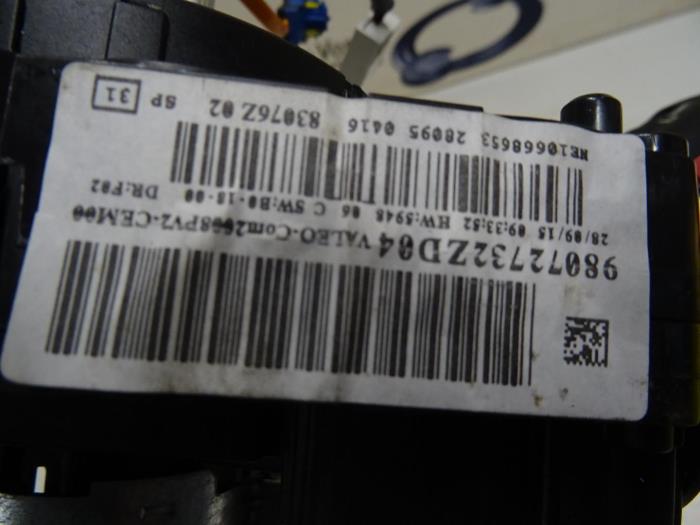 98072732ZD04 VALEO-Com2008PV2-CEM00
28/09/15 09:33:52 HW:5948 06 C SW:B0-18-00 DR:F02
NE10668653 28095 0416 83076Z 02 SP 31